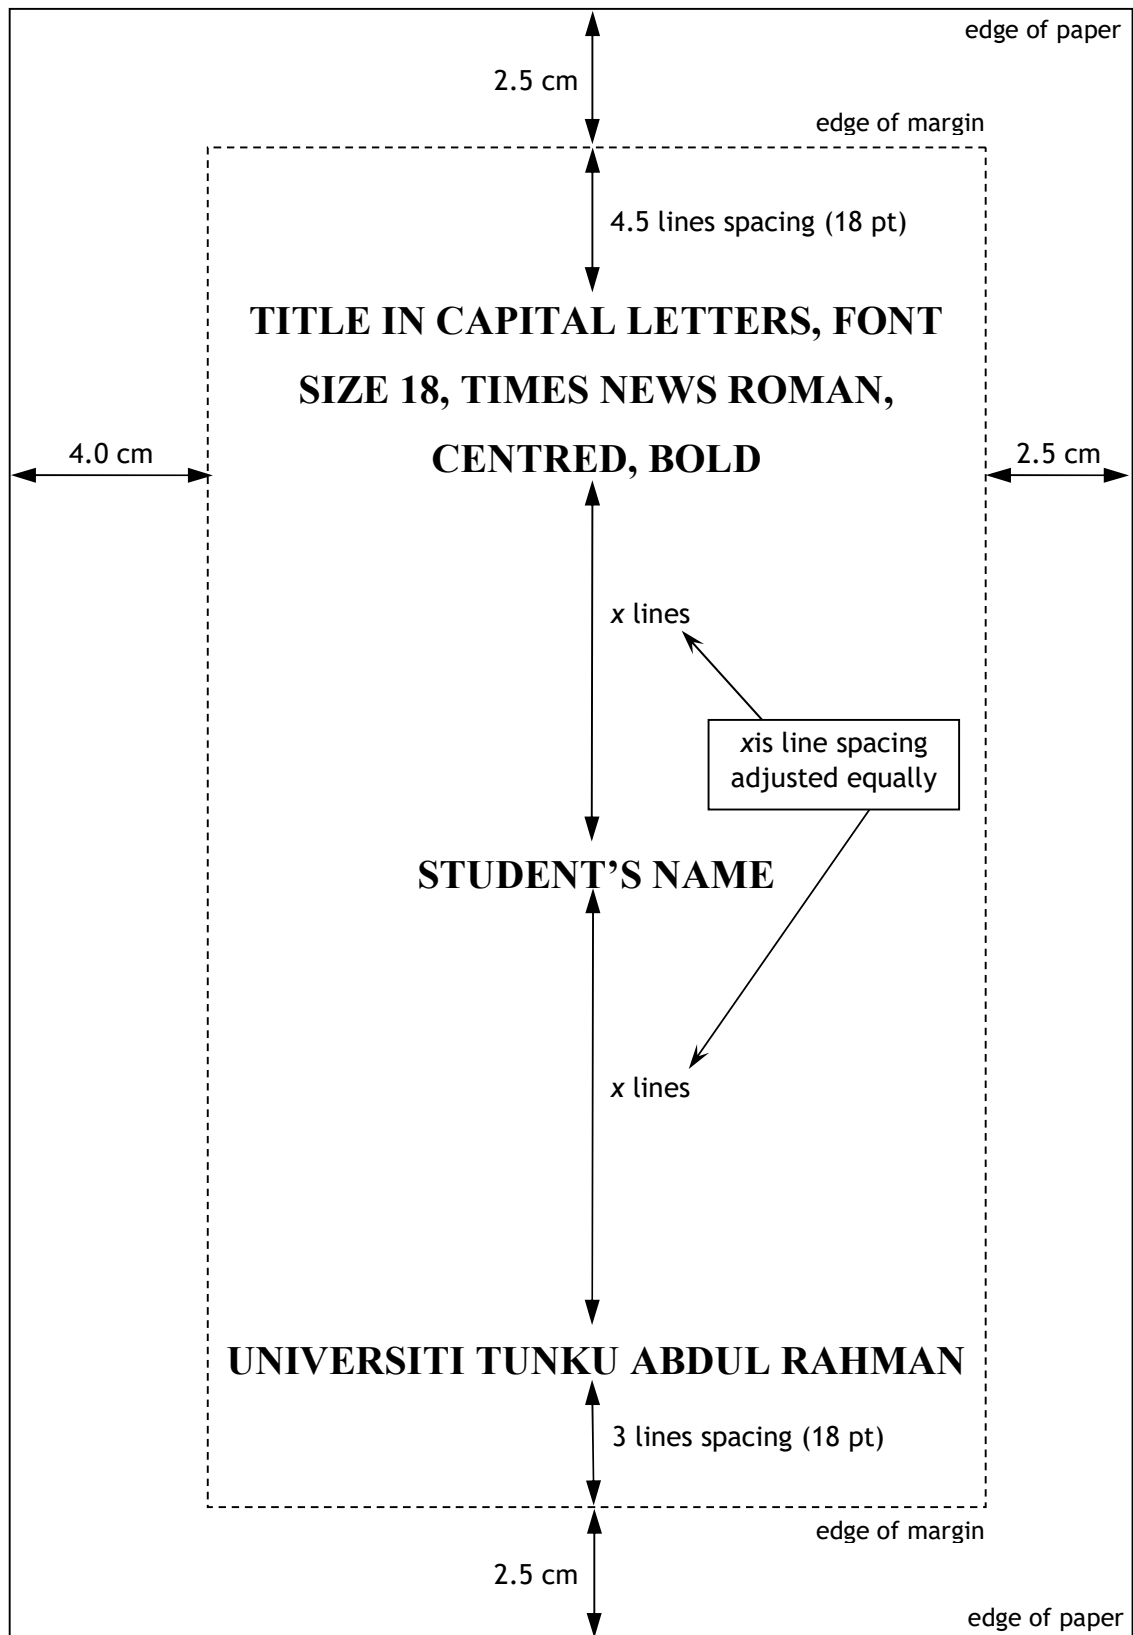 edge of paper
2.5 cm
edge of margin
4.5 lines spacing (18 pt)
TITLE IN CAPITAL LETTERS, FONT
SIZE 18, TIMES NEWS ROMAN,
CENTRED, BOLD
4.0 cm
2.5 cm
x lines
xis line spacing
adjusted equally
STUDENT’S NAME
x lines
UNIVERSITI TUNKU ABDUL RAHMAN
3 lines spacing (18 pt)
edge of margin
2.5 cm
edge of paper